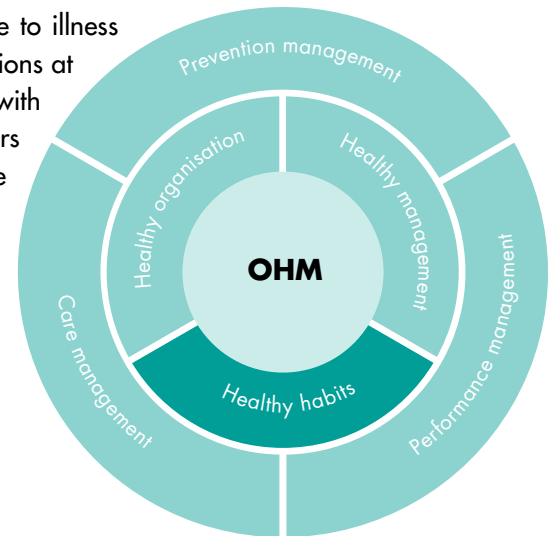 e to illness
ions at
with
rs
e
Prevention management
Healthy organisation
Healthy management
OHM
Healthy habits
Care management
Performance management